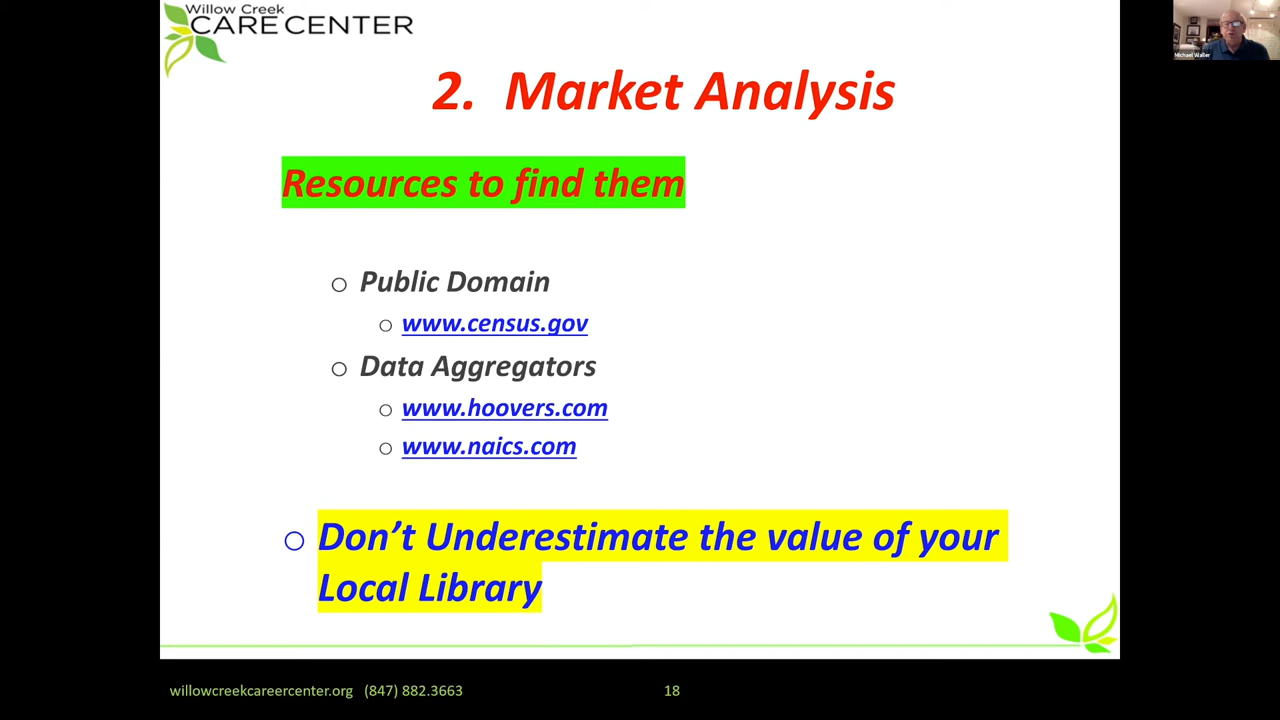 Willow Creek
CARE CENTER
Michael Waller
2. Market Analysis
Resources to find them
o Public Domain
o www.census.gov
o Data Aggregators
o www.hoovers.com
o www.naics.com
o Don’t Underestimate the value of your
Local Library
willowcreekcareercenter.org (847) 882.3663
18